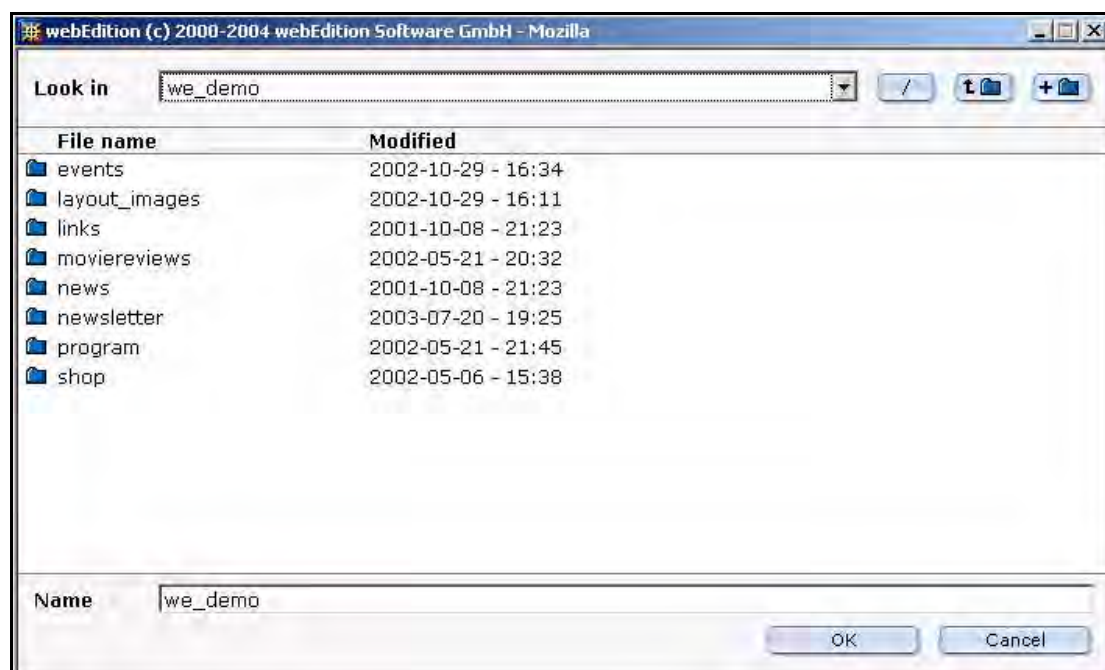 webEdition (c) 2000-2004 webEdition Software GmbH - Mozilla
Look in we_demo /
File name Modified
events 2002-10-29 - 16:34
layout_images 2002-10-29 - 16:11
links 2001-10-08 - 21:23
moviereviews 2002-05-21 - 20:32
news 2001-10-08 - 21:23
newsletter 2003-07-20 - 19:25
program 2002-05-21 - 21:45
shop 2002-05-06 - 15:38
Name we_demo
OK Cancel